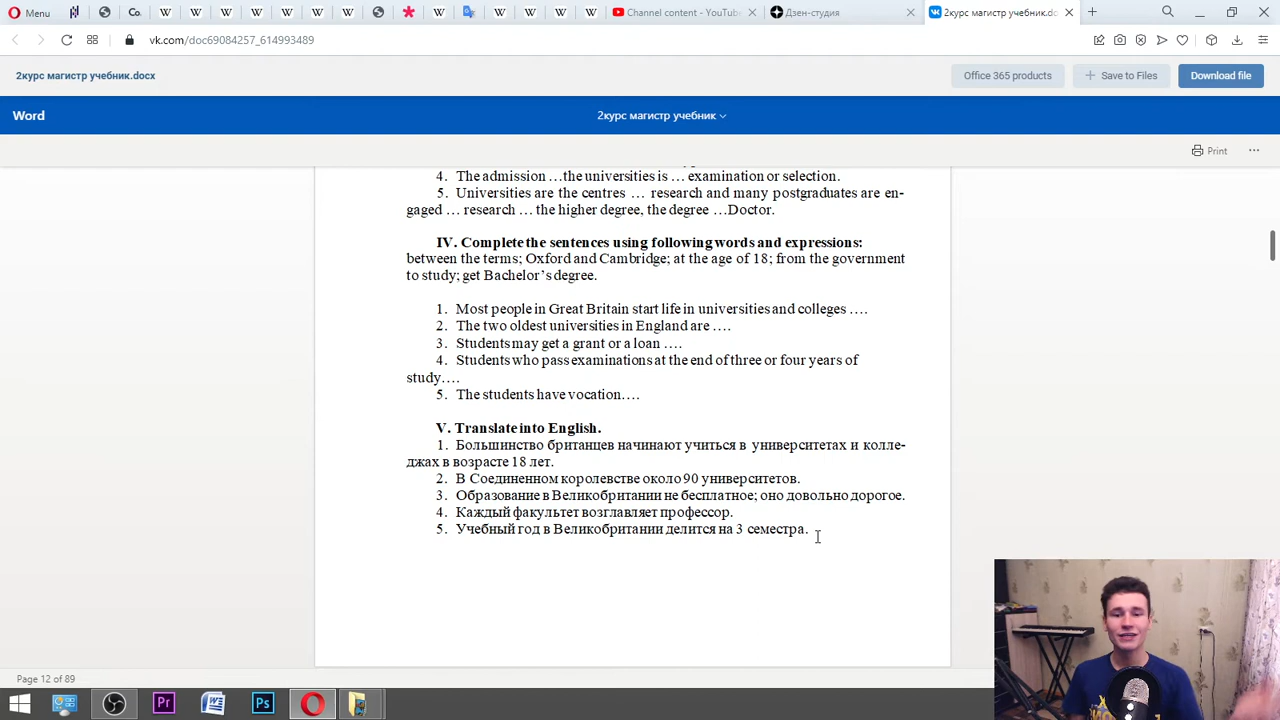 Menu
Co.
Channel content - YouTube
Дзен-студия
2курс магистр учебник.do
vk.com/doc69084257_614993489
2курс магистр учебник.docx
Office 365 products
Save to Files
Download file
Word
2курс магистр учебник
Print
4. The admission …the universities is … examination or selection.
5. Universities are the centres … research and many postgraduates are en-
gaged … research … the higher degree, the degree …Doctor.
IV. Complete the sentences using following words and expressions:
between the terms; Oxford and Cambridge; at the age of 18; from the government
to study; get Bachelor’s degree.
1. Most people in Great Britain start life in universities and colleges ….
2. The two oldest universities in England are ….
3. Students may get a grant or a loan ….
4. Students who pass examinations at the end of three or four years of
study….
5. The students have vocation….
V. Translate into English.
1. Большинство британцев начинают учиться в университетах и колле-
джах в возрасте 18 лет.
2. В Соединенном королевстве около 90 университетов.
3. Образование в Великобритании не бесплатное; оно довольно дорогое.
4. Каждый факультет возглавляет профессор.
5. Учебный год в Великобритании делится на 3 семестра.
Page 12 of 89
Pr
Ps